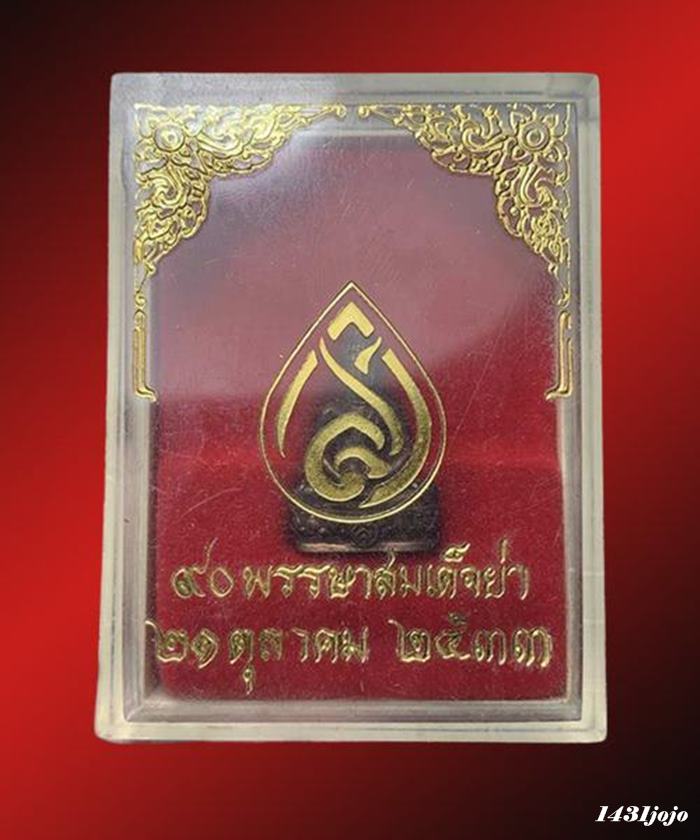 ๙๐ พรรษาสมเด็จย่า
๒๑ ตุลาคม ๒๕๓๓
1431jojo